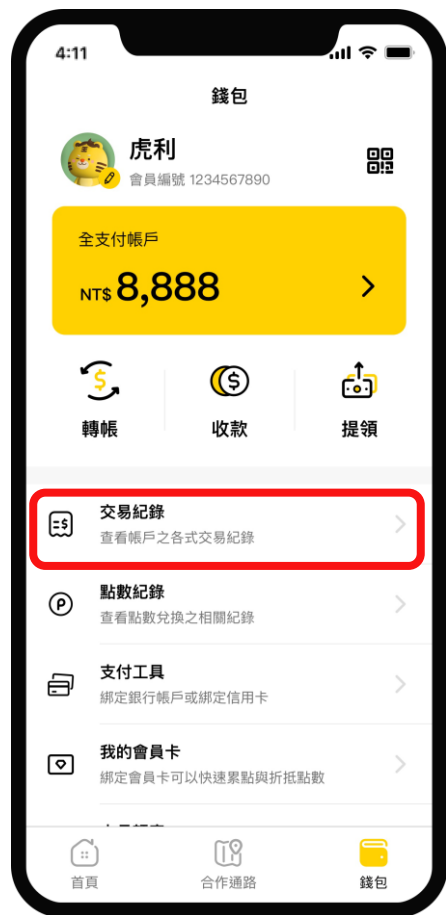 4:11
錢包
虎利
會員編號 1234567890
全支付帳戶
NT$ 8,888
轉帳
收款
提領
交易紀錄
查看帳戶之各式交易紀錄
點數紀錄
查看點數兌換之相關紀錄
支付工具
綁定銀行帳戶或綁定信用卡
我的會員卡
綁定會員卡可以快速累點與折抵點數
首頁
合作通路
錢包